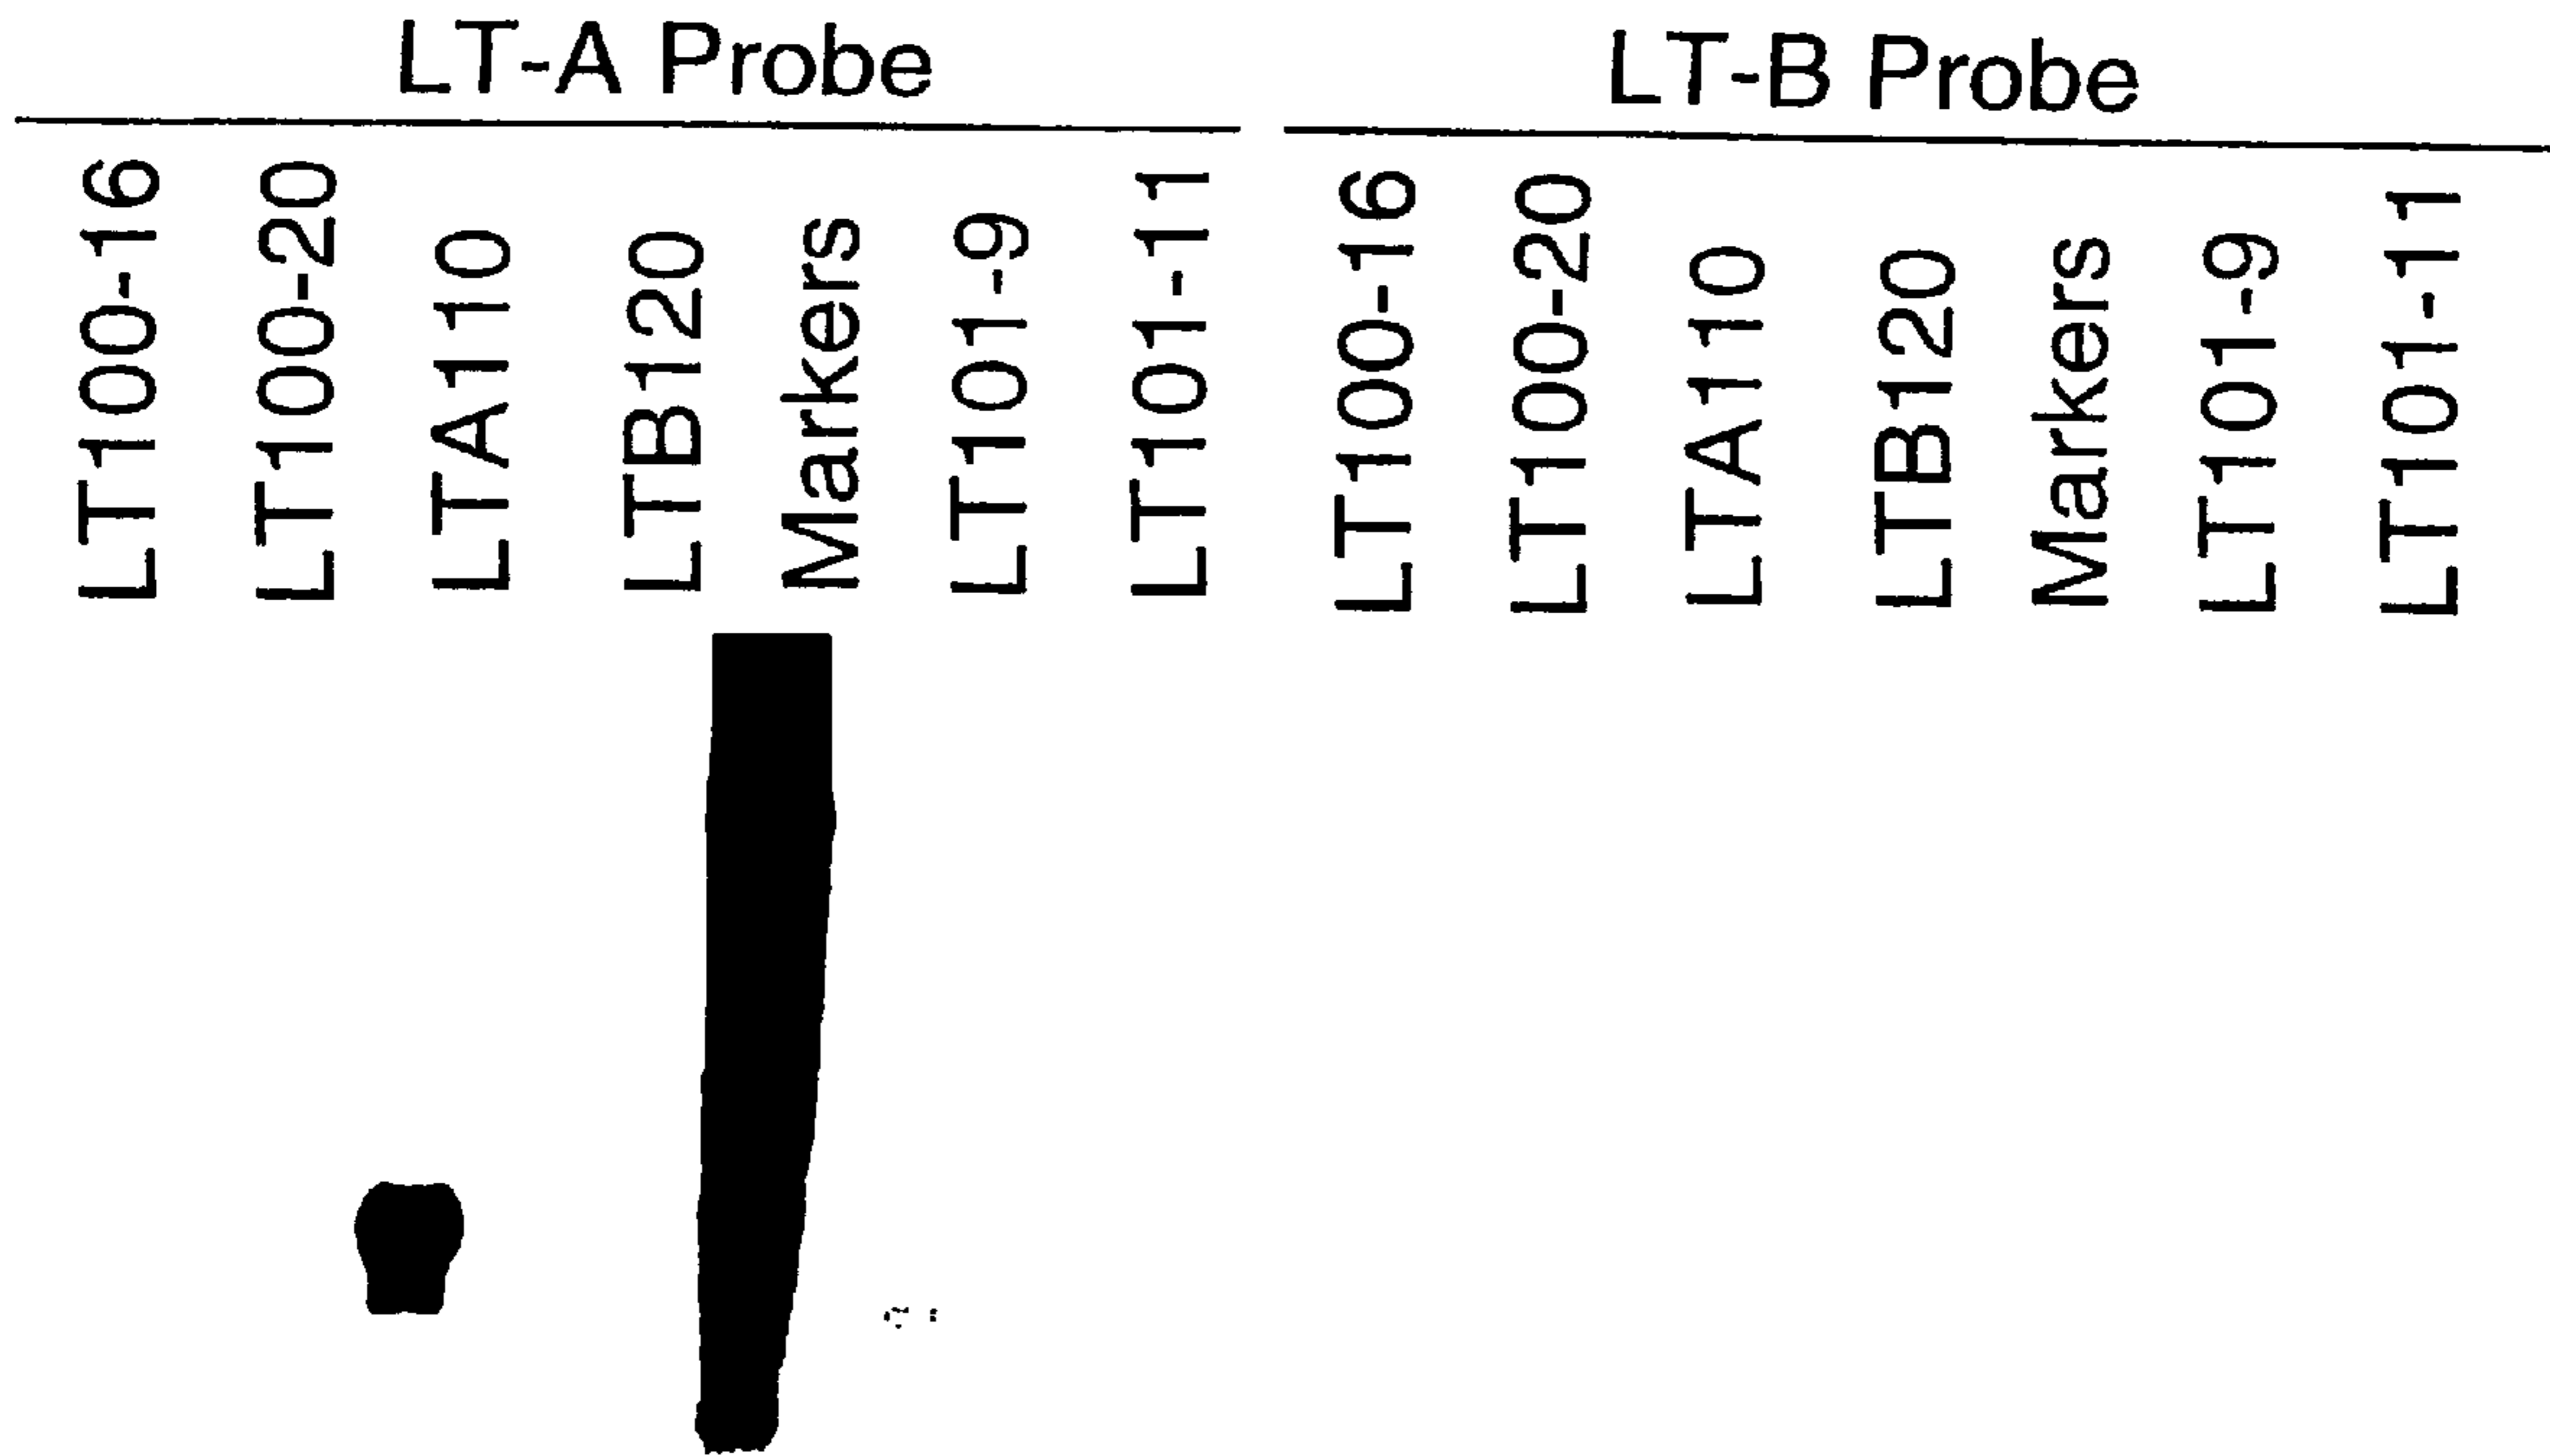 LT-A Probe
LT100-16
LT100-20
LTA110
LTB120
Markers
LT101-9
LT101-11
LT-B Probe
LT100-16
LT100-20
LTA110
LTB120
Markers
LT101-9
LT101-11